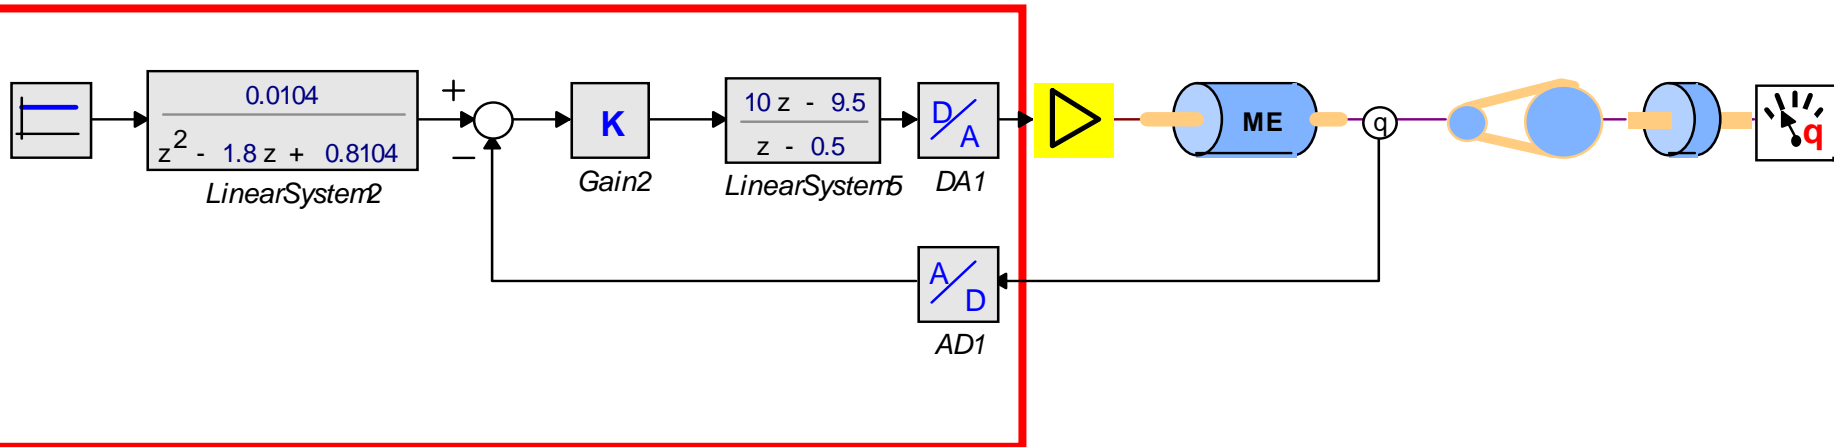 0.0104
z2 - 1.8 z + 0.8104
LinearSystem2
+
−
K
Gain2
10 z - 9.5
z - 0.5
LinearSystem5
D/A
DA1
A/D
AD1
ME
q
q